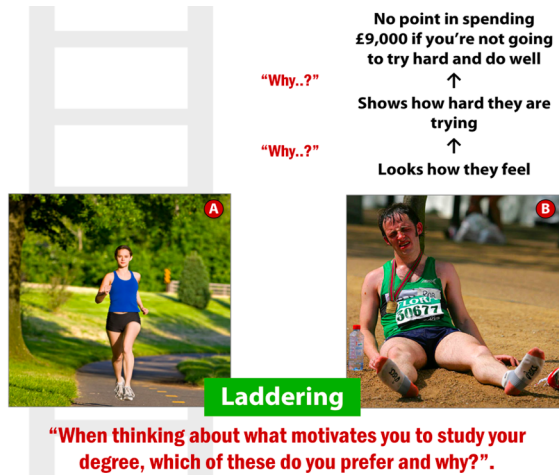 No point in spending
£9,000 if you’re not going
to try hard and do well
“Why..?”
↑
Shows how hard they are
trying
“Why..?”
↑
Looks how they feel
A
B
50677
Laddering
“When thinking about what motivates you to study your
degree, which of these do you prefer and why?”.